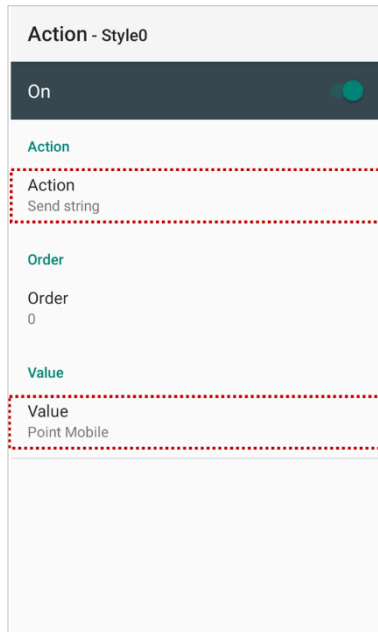 Action - Style0
On
Action
Action
Send string
Order
Order
0
Value
Value
Point Mobile